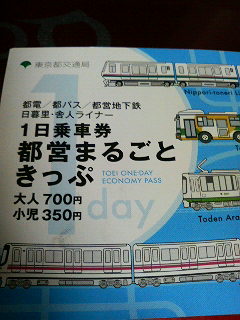 東京都交通局
都電／都バス／都営地下鉄
日暮里・舎人ライナー
1日乗車券
都営まるごと
きっぷ
TOEI ONE-DAY
ECONOMY PASS
大人 700円
小児 350円
1
day
Nippori-toneri Li
To
Toden Ara